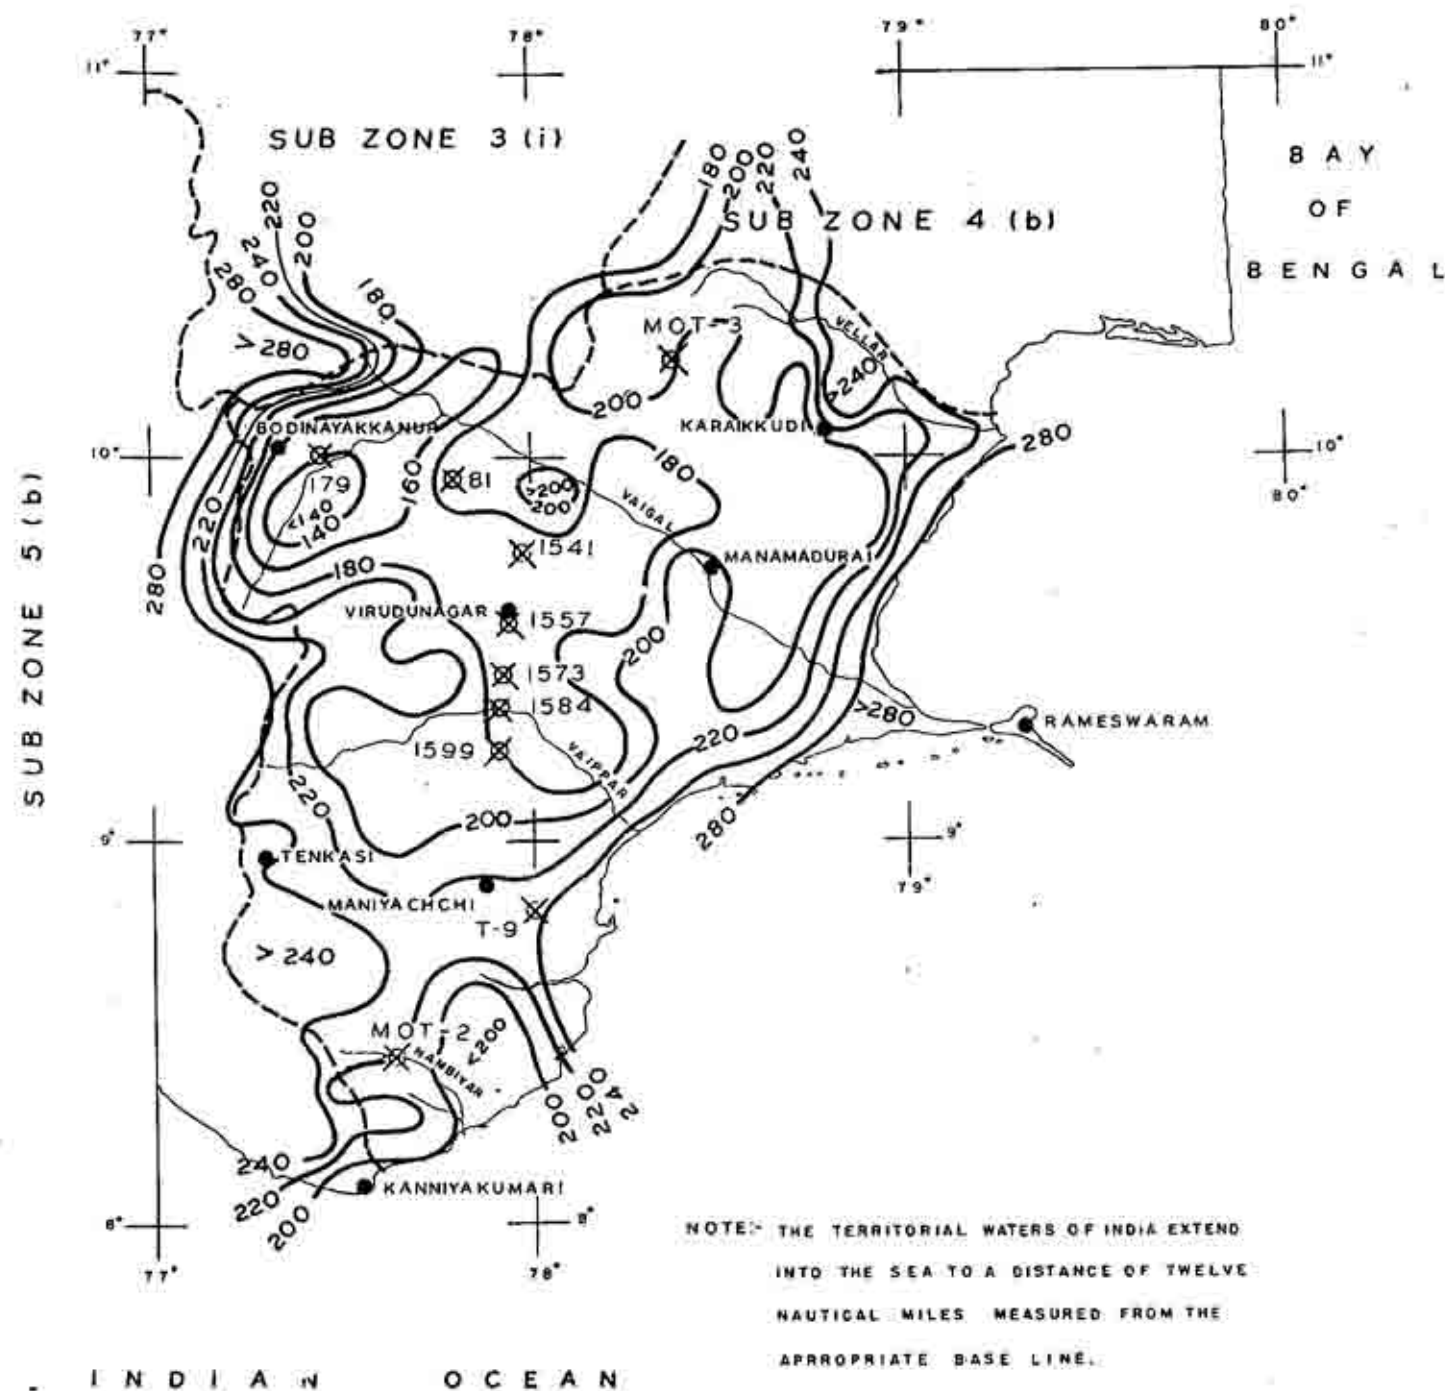 77° 78° 79° 80°
11° 11°
SUB ZONE 3 (i)
BAY
OF
BENGAL
SUB ZONE 4 (b)
180 200 220 240
220 200
240
280
180
>280
MOT-3
VELLAR
>240
200
BODINAYAKKANUR
KARAIKKUDI
280
10° 10°
80°
179
160
81
>200
200
180
<140
140
VAIGAI
220
1541
MANAMADURAI
280
180
VIRUDUNAGAR
1557
200
1573
1584
>280
RAMESWARAM
1599
220
VAIPPAR
SUB ZONE 5 (b)
220
200
280
9° 9°
79°
TENKASI
MANIYACHCHI
T-9
>240
MOT-2
<200
NAMBIYAR
200 220 240
240
220
200
KANNIYAKUMARI
8° 8°
77° 78°
NOTE:- THE TERRITORIAL WATERS OF INDIA EXTEND
INTO THE SEA TO A DISTANCE OF TWELVE
NAUTICAL MILES MEASURED FROM THE
APRROPRIATE BASE LINE.
INDIAN OCEAN